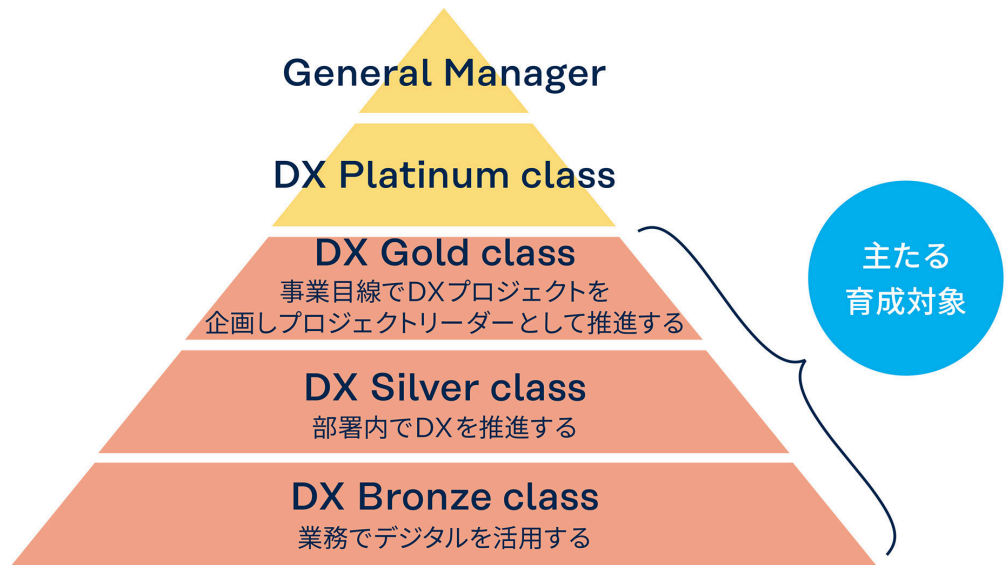 General Manager
DX Platinum class
DX Gold class
事業目線でDXプロジェクトを
企画しプロジェクトリーダーとして推進する
DX Silver class
部署内でDXを推進する
DX Bronze class
業務でデジタルを活用する
主たる
育成対象